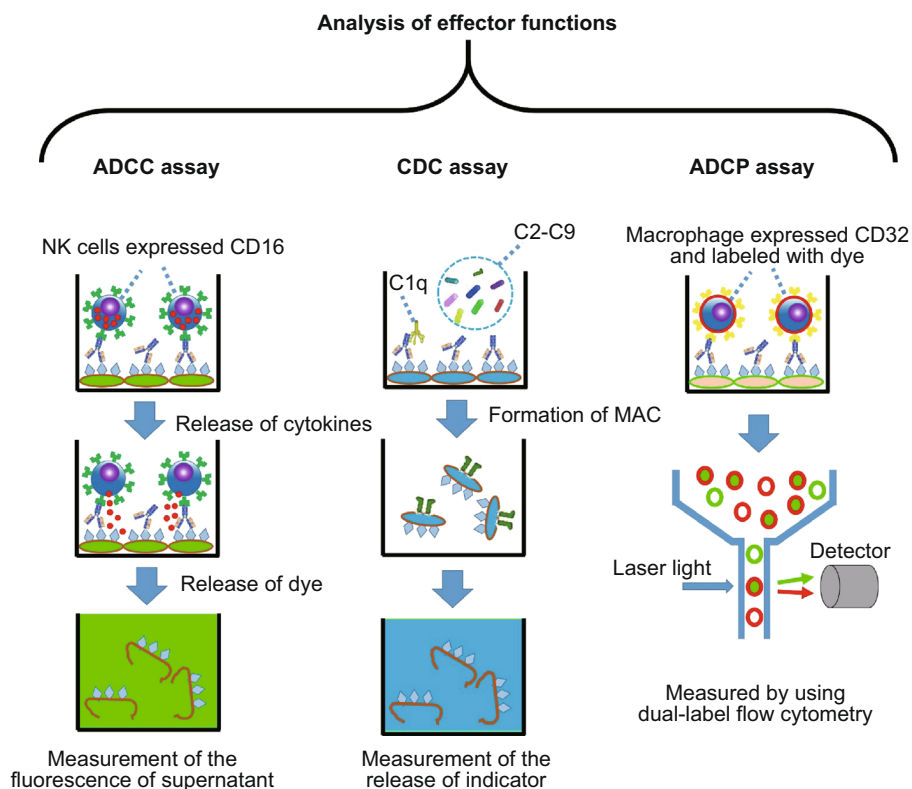 Analysis of effector functions
ADCC assay
NK cells expressed CD16
Release of cytokines
Release of dye
Measurement of the
fluorescence of supernatant
CDC assay
C2-C9
C1q
Formation of MAC
Measurement of the
release of indicator
ADCP assay
Macrophage expressed CD32
and labeled with dye
Laser light
Detector
Measured by using
dual-label flow cytometry